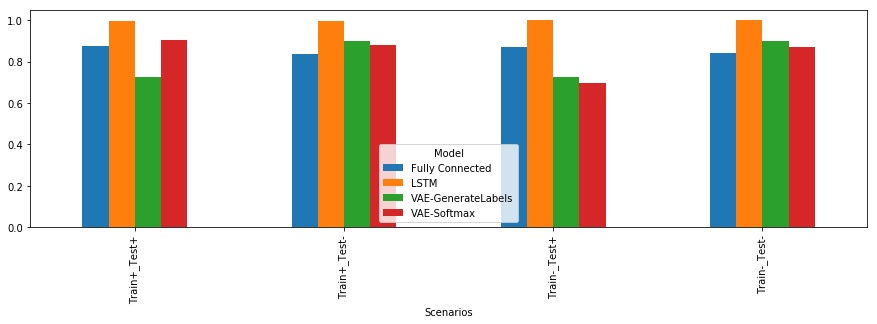 1.0
0.8
0.6
0.4
0.2
0.0
Model
Fully Connected
LSTM
VAE-GenerateLabels
VAE-Softmax
Train+_Test+
Train+_Test-
Train-_Test+
Train-_Test-
Scenarios